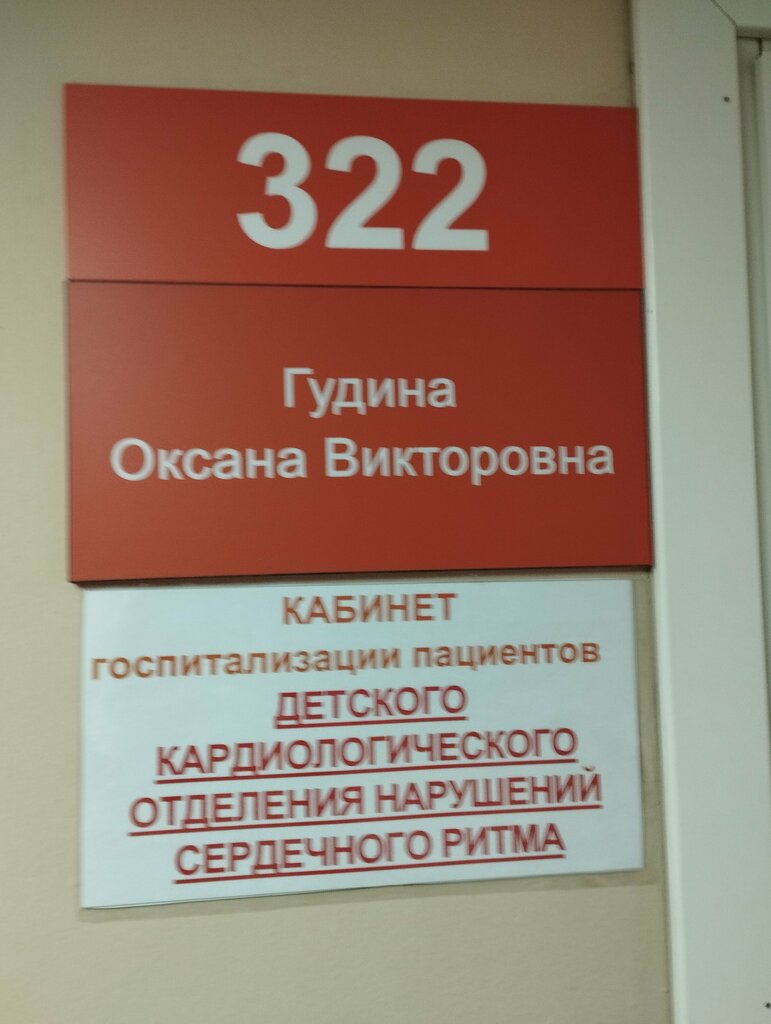 322
Гудина
Оксана Викторовна
КАБИНЕТ
госпитализации пациентов
ДЕТСКОГО
КАРДИОЛОГИЧЕСКОГО
ОТДЕЛЕНИЯ НАРУШЕНИЙ
СЕРДЕЧНОГО РИТМА